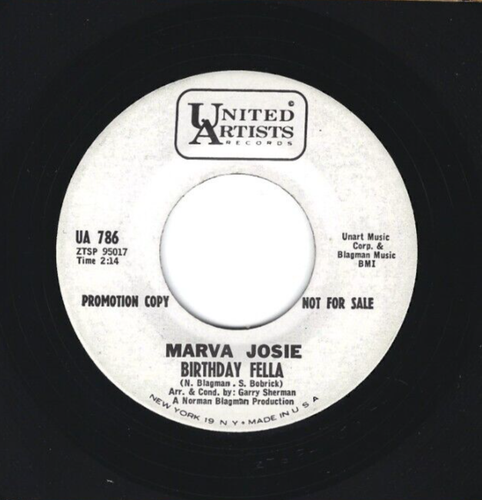 UNITED ©
ARTISTS
RECORDS
UA 786
ZTSP 95017
Time 2:14
Unart Music
Corp. &
Blagman Music
BMI
PROMOTION COPY NOT FOR SALE
MARVA JOSIE
BIRTHDAY FELLA
(N. Blagman . S. Bobrick)
Arr. & Cond. by: Garry Sherman
A Norman Blagman Production
NEW YORK 19 N Y • MADE IN U S A